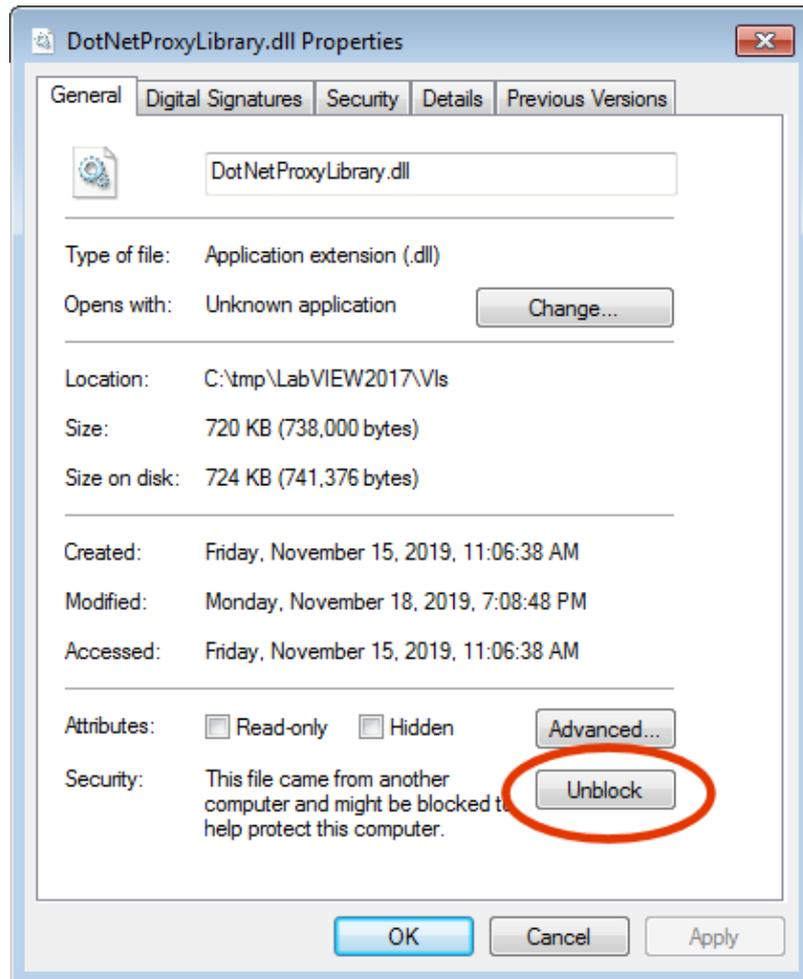 DotNetProxyLibrary.dll Properties
General Digital Signatures Security Details Previous Versions
DotNetProxyLibrary.dll
Type of file: Application extension (.dll)
Opens with: Unknown application Change...
Location: C:\tmp\LabVIEW2017\VIs
Size: 720 KB (738,000 bytes)
Size on disk: 724 KB (741,376 bytes)
Created: Friday, November 15, 2019, 11:06:38 AM
Modified: Monday, November 18, 2019, 7:08:48 PM
Accessed: Friday, November 15, 2019, 11:06:38 AM
Attributes: Read-only Hidden Advanced...
Security: This file came from another Unblock
computer and might be blocked to
help protect this computer.
OK Cancel Apply